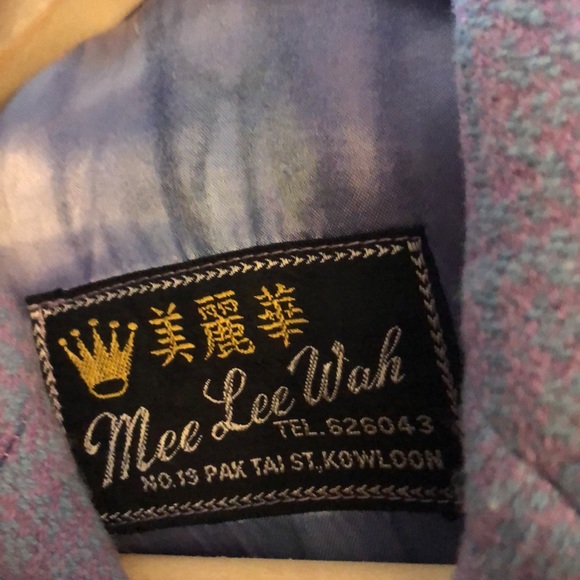 美麗華
Mee Lee Wah
TEL. 626043
NO.13 PAK TAI ST., KOWLOON